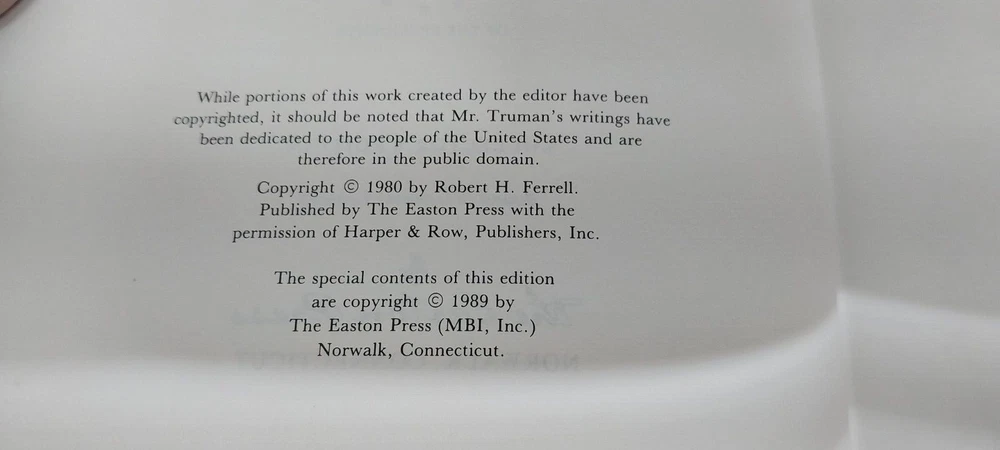 While portions of this work created by the editor have been
copyrighted, it should be noted that Mr. Truman's writings have
been dedicated to the people of the United States and are
therefore in the public domain.
Copyright © 1980 by Robert H. Ferrell.
Published by The Easton Press with the
permission of Harper & Row, Publishers, Inc.
The special contents of this edition
are copyright © 1989 by
The Easton Press (MBI, Inc.)
Norwalk, Connecticut.